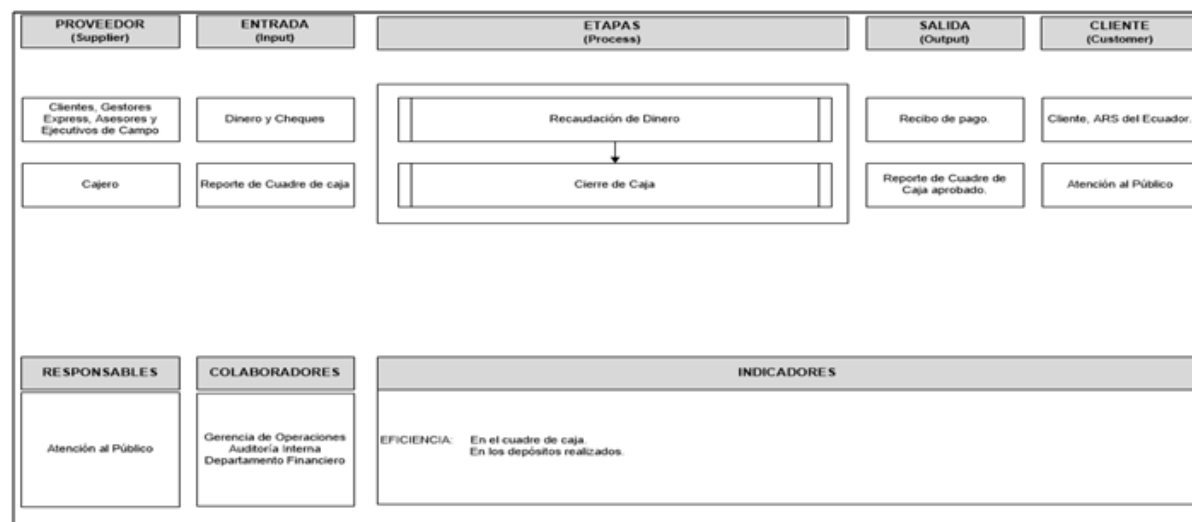 PROVEEDOR
(Supplier)
ENTRADA
(Input)
ETAPAS
(Process)
SALIDA
(Output)
CLIENTE
(Customer)
Clientes, Gestores
Express, Asesores y
Ejecutivos de Campo
Dinero y Cheques
Recaudación de Dinero
Recibo de pago.
Cliente, ARS del Ecuador.
Cajero
Reporte de Cuadre de caja
Cierre de Caja
Reporte de Cuadre de
Caja aprobado.
Atención al Público
RESPONSABLES
COLABORADORES
INDICADORES
Atención al Público
Gerencia de Operaciones
Auditoría Interna
Departamento Financiero
EFICIENCIA: En el cuadre de caja.
En los depósitos realizados.